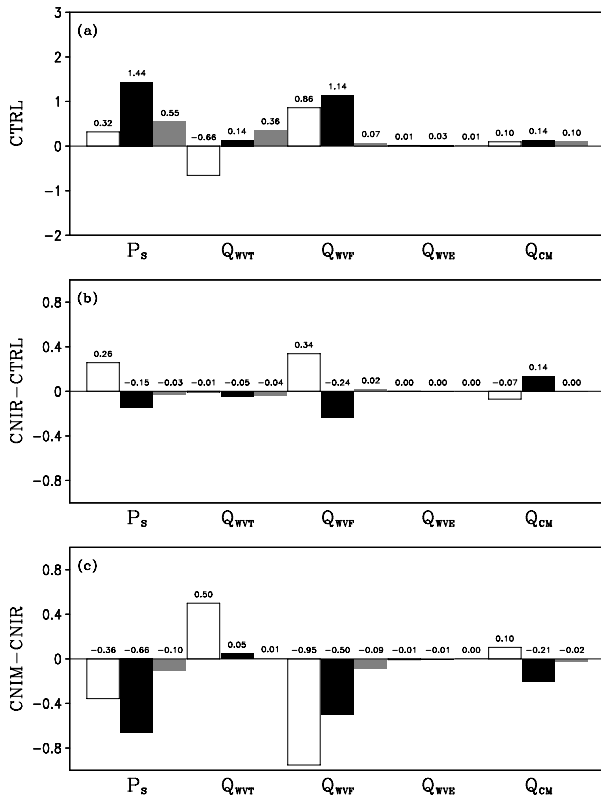 (a)
CTRL
3
2
1
0
−1
−2
0.32 1.44 0.55 −0.66 0.14 0.36 0.86 1.14 0.07 0.01 0.03 0.01 0.10 0.14 0.10
PS QWVT QWVF QWVE QCM
(b)
CNIR−CTRL
0.8
0.4
0
−0.4
−0.8
0.26 −0.15 −0.03 −0.01 −0.05 −0.04 0.34 −0.24 0.02 0.00 0.00 0.00 −0.07 0.14 0.00
PS QWVT QWVF QWVE QCM
(c)
CNIM−CNIR
0.8
0.4
0
−0.4
−0.8
−0.36 −0.66 −0.10 0.50 0.05 0.01 −0.95 −0.50 −0.09 −0.01 −0.01 0.00 0.10 −0.21 −0.02
PS QWVT QWVF QWVE QCM